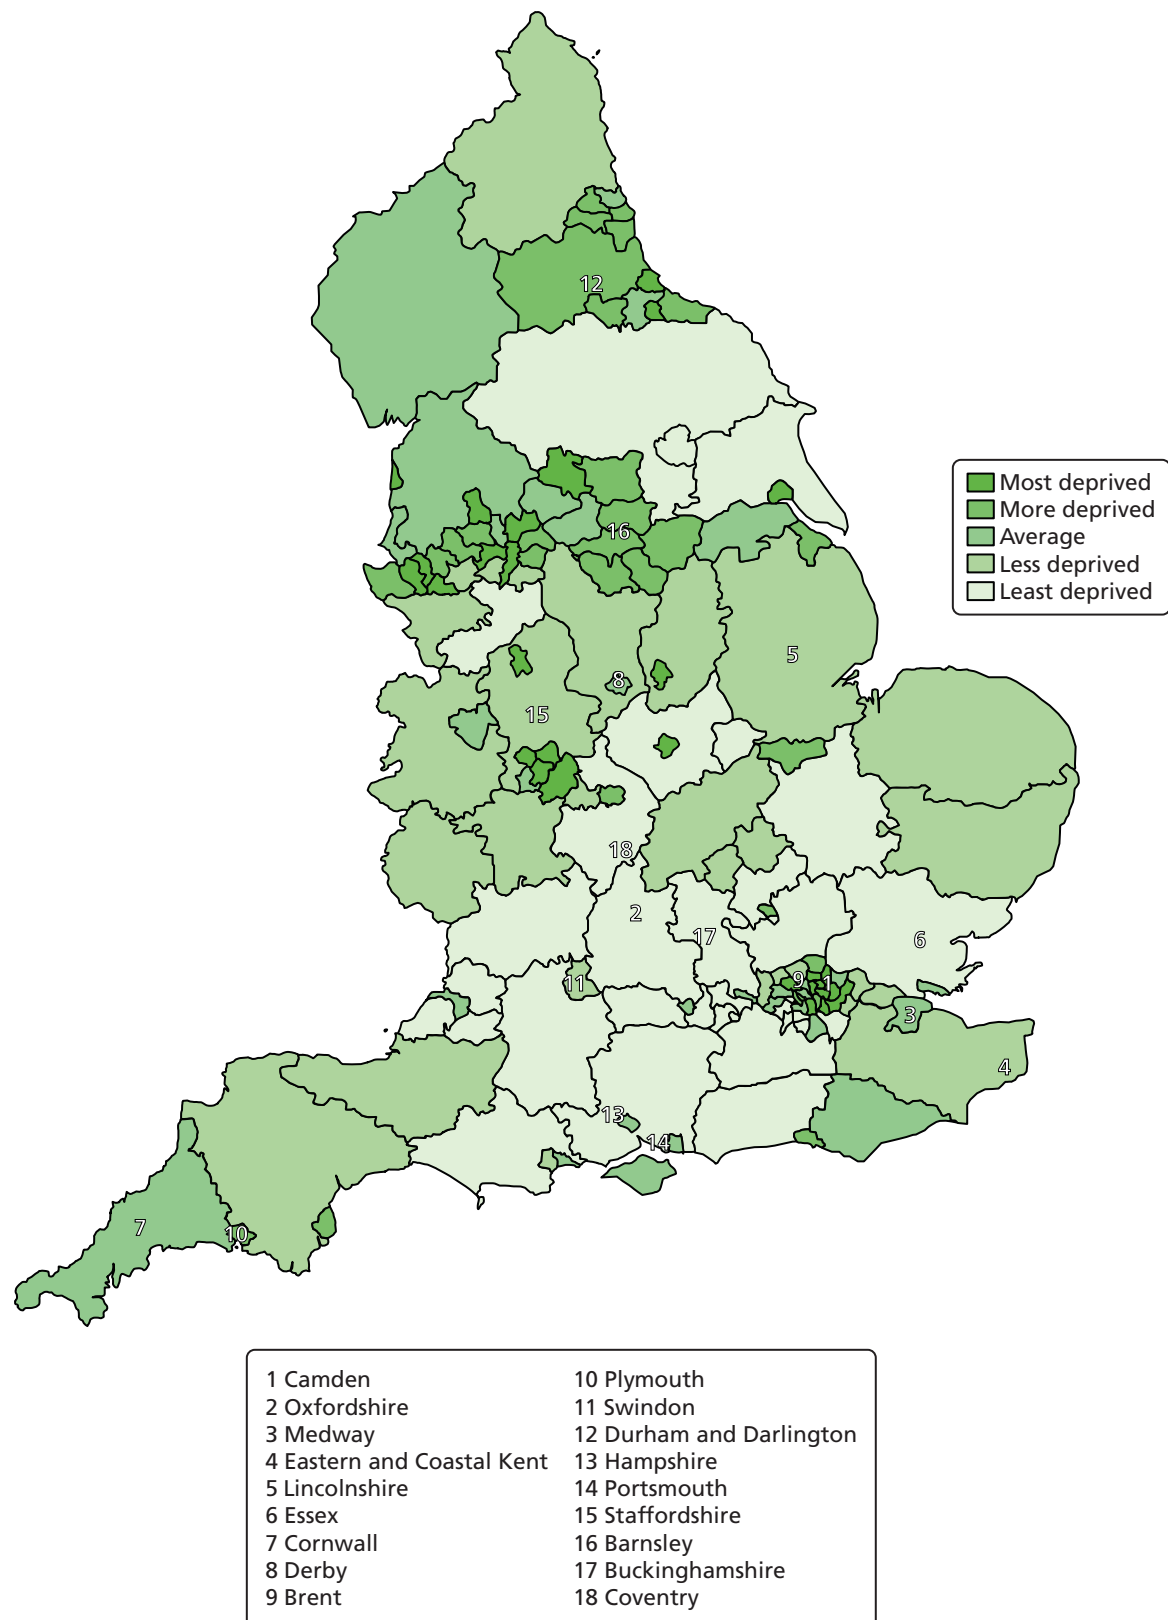 12
16
5
8
15
18
2
17
6
9
1
11
3
4
13
14
7
10
Most deprived
More deprived
Average
Less deprived
Least deprived
1 Camden
2 Oxfordshire
3 Medway
4 Eastern and Coastal Kent
5 Lincolnshire
6 Essex
7 Cornwall
8 Derby
9 Brent
10 Plymouth
11 Swindon
12 Durham and Darlington
13 Hampshire
14 Portsmouth
15 Staffordshire
16 Barnsley
17 Buckinghamshire
18 Coventry